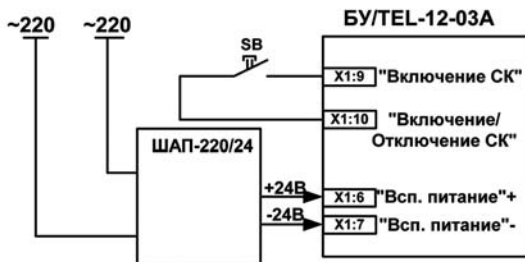 ~220 ~220
БУ/TEL-12-03А
SB
X1:9 "Включение СК"
X1:10 "Включение/
Отключение СК"
ШАП-220/24
+24В X1:6 "Всп. питание"+
-24В X1:7 "Всп. питание"-